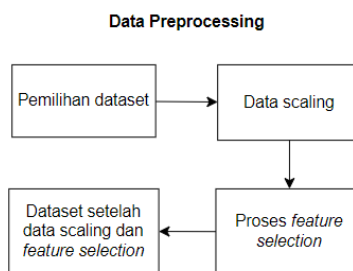 Data Preprocessing
Pemilihan dataset
Data scaling
Proses feature
selection
Dataset setelah
data scaling dan
feature selection